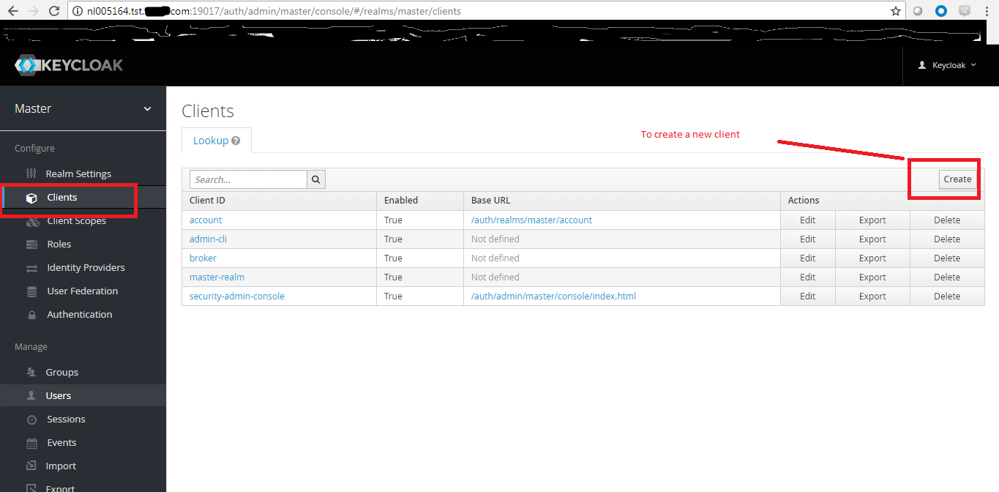 nl005164.tst. com:19017/auth/admin/master/console/#/realms/master/clients
KEYCLOAK
Keycloak
Master
Clients
Lookup
To create a new client
Configure
Realm Settings
Clients
Client Scopes
Roles
Identity Providers
User Federation
Authentication
Manage
Groups
Users
Sessions
Events
Import
Export
Search...
Create
Client ID Enabled Base URL Actions
account True /auth/realms/master/account Edit Export Delete
admin-cli True Not defined Edit Export Delete
broker True Not defined Edit Export Delete
master-realm True Not defined Edit Export Delete
security-admin-console True /auth/admin/master/console/index.html Edit Export Delete